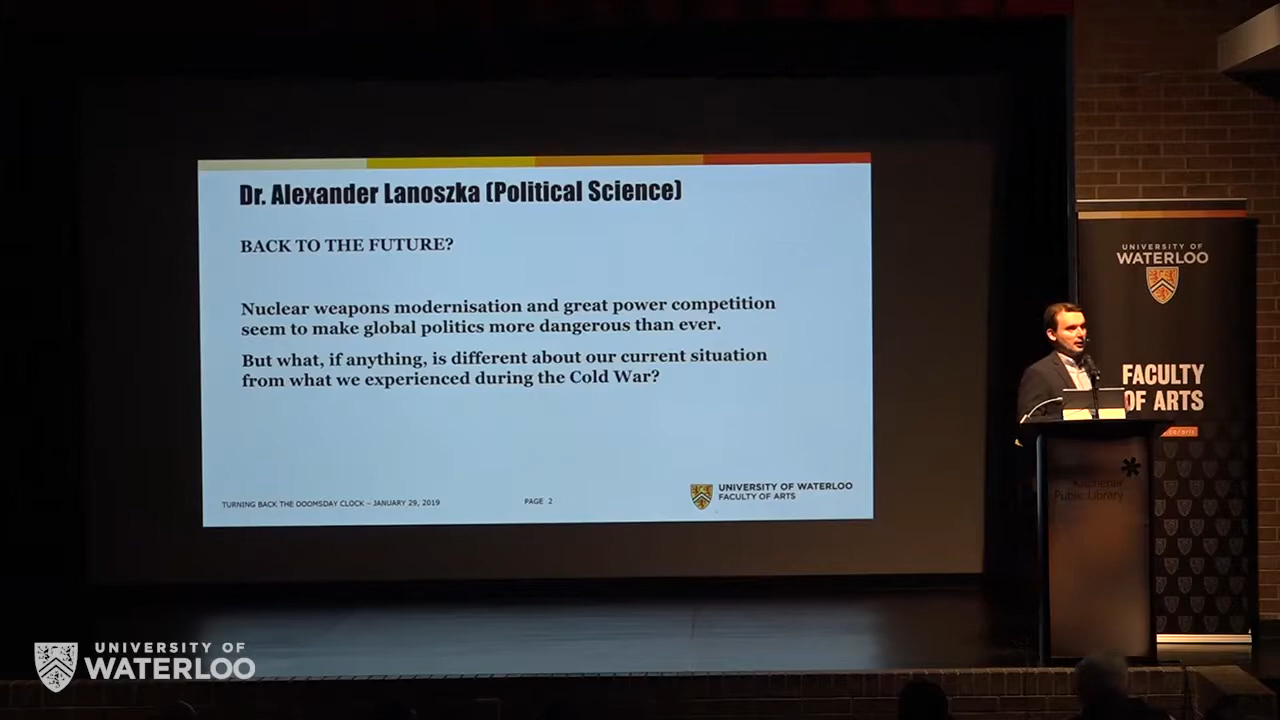 Dr. Alexander Lanoszka (Political Science)
BACK TO THE FUTURE?
Nuclear weapons modernisation and great power competition
seem to make global politics more dangerous than ever.
But what, if anything, is different about our current situation
from what we experienced during the Cold War?
TURNING BACK THE DOOMSDAY CLOCK – JANUARY 29, 2019
PAGE 2
UNIVERSITY OF WATERLOO
FACULTY OF ARTS
UNIVERSITY OF
WATERLOO
FACULTY
OF ARTS
Kitchener
Public Library
UNIVERSITY OF
WATERLOO